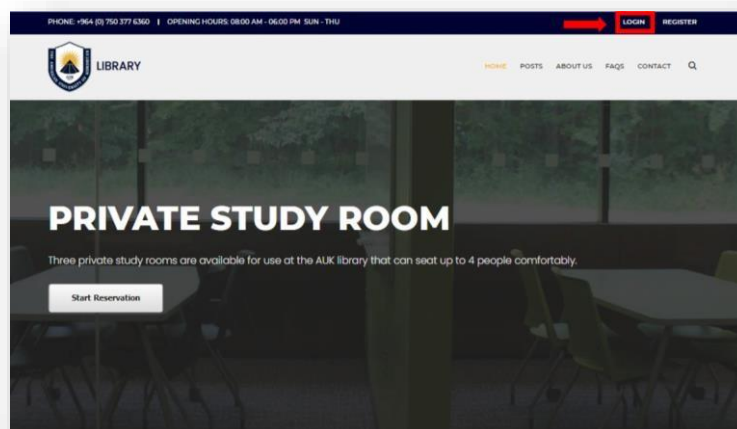 PHONE: +964 (0) 750 377 6360 | OPENING HOURS: 08:00 AM - 06:00 PM SUN - THU
LOGIN REGISTER
LIBRARY
HOME POSTS ABOUT US FAQS CONTACT
PRIVATE STUDY ROOM
Three private study rooms are available for use at the AUK library that can seat up to 4 people comfortably.
Start Reservation